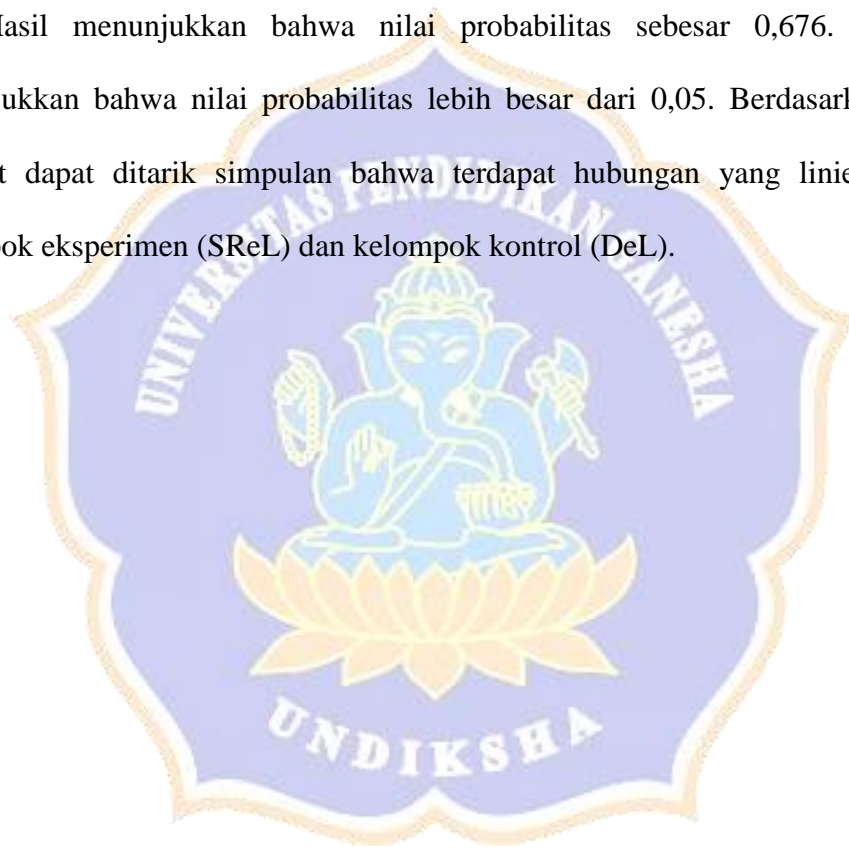 Hasil menunjukkan bahwa nilai probabilitas sebesar 0,676.
ukkan bahwa nilai probabilitas lebih besar dari 0,05. Berdasark
t dapat ditarik simpulan bahwa terdapat hubungan yang linie
ok eksperimen (SReL) dan kelompok kontrol (DeL).
UNIVERSITAS PENDIDIKAN GANESHA
UNDIKSHA